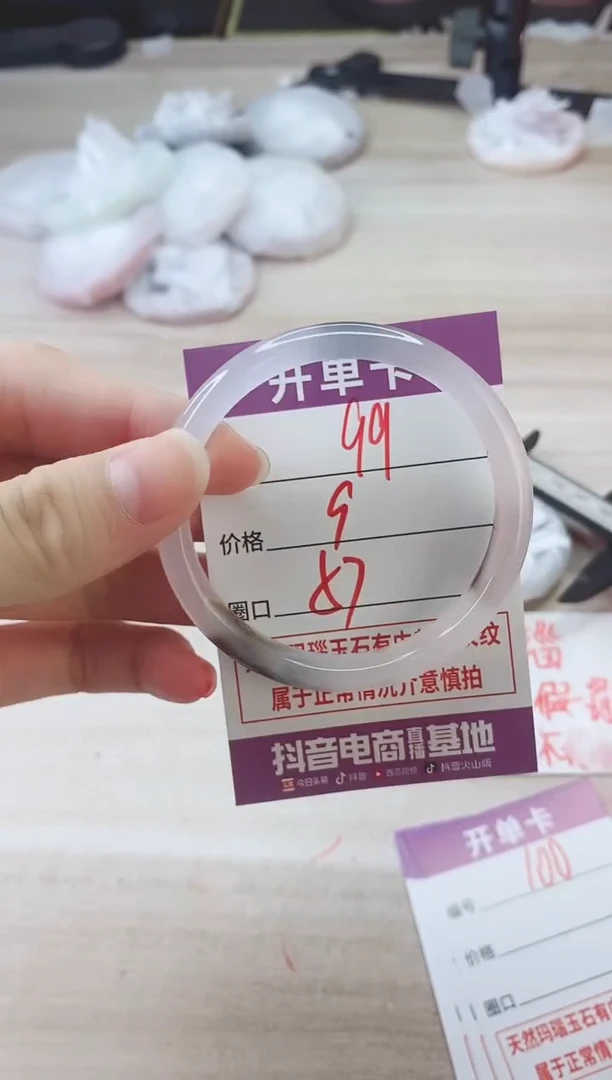 开单卡
99
价格 9
圈口 57
属于正常情况介意慎拍
抖音电商直播基地
今日头条 抖音 西瓜视频 抖音火山版
开单卡
编号 100
价格
圈口
天然玛瑙玉石有
属于正常情